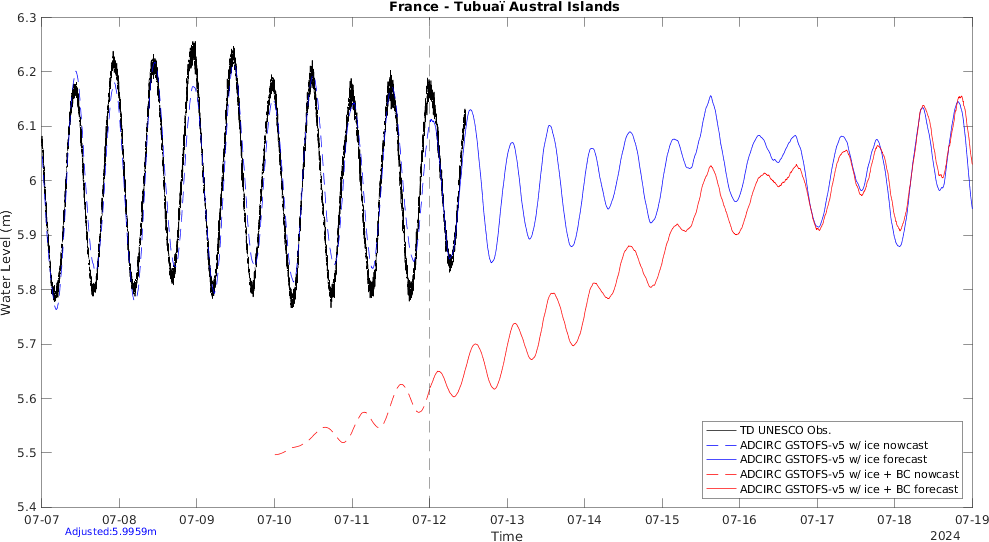 France - Tubuaï Austral Islands
6.3
6.2
6.1
6
5.9
5.8
5.7
5.6
5.5
5.4
Water Level (m)
TD UNESCO Obs.
ADCIRC GSTOFS-v5 w/ ice nowcast
ADCIRC GSTOFS-v5 w/ ice forecast
ADCIRC GSTOFS-v5 w/ ice + BC nowcast
ADCIRC GSTOFS-v5 w/ ice + BC forecast
07-07 07-08 07-09 07-10 07-11 07-12 07-13 07-14 07-15 07-16 07-17 07-18 07-19
Adjusted:5.9959m
Time
2024